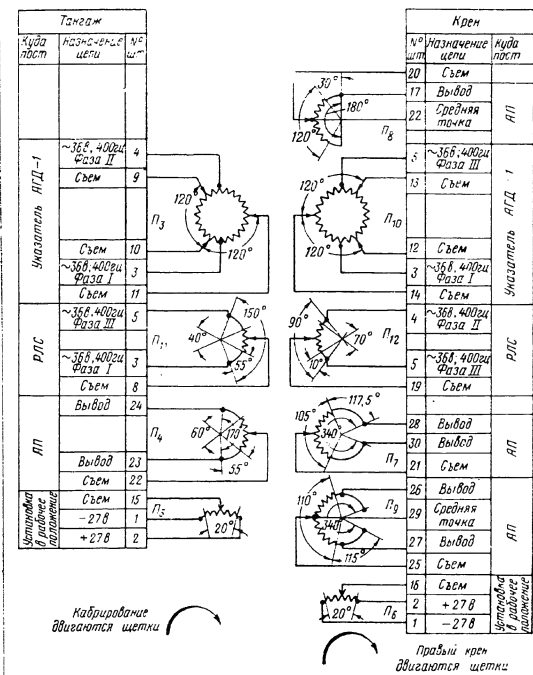 Тангаж
Куда пост
Назначение цепи
N° шт
Указатель АГД-1
~36в, 400гц Фаза II 4
Съем 9
Съем 10
~36в, 400гц Фаза I 3
Съем 11
РЛС
~36в, 400гц Фаза III 5
~36в, 400гц Фаза I 3
Съем 8
АП
Вывод 24
Вывод 23
Съем 22
Установка в рабочее положение
Съем 15
-27в 1
+27в 2
120°
П3
120°
120°
150°
40°
П11
55°
60°
170
П4
55°
П5
20°
Кабрирование
двигаются щетки
Крен
N° шт
Назначение цепи
Куда пост
20 Съем
17 Вывод
22 Средняя точка
АП
~36в, 400гц Фаза III
13 Съем
12 Съем
3 ~36в, 400гц Фаза I
14 Съем
Указатель АГД-1
4 ~36в, 400гц Фаза II
5 ~36в, 400гц Фаза III
19 Съем
РЛС
28 Вывод
30 Вывод
21 Съем
АП
26 Вывод
29 Средняя точка
27 Вывод
25 Съем
АП
16 Съем
2 +27в
1 -27в
Установка в рабочее положение
30°
180°
120°
П8
120°
П10
120°
120°
90°
70°
10°
П12
117,5°
105°
340°
П7
110°
340
П9
115°
20°
П6
Правый крен
двигаются щетки